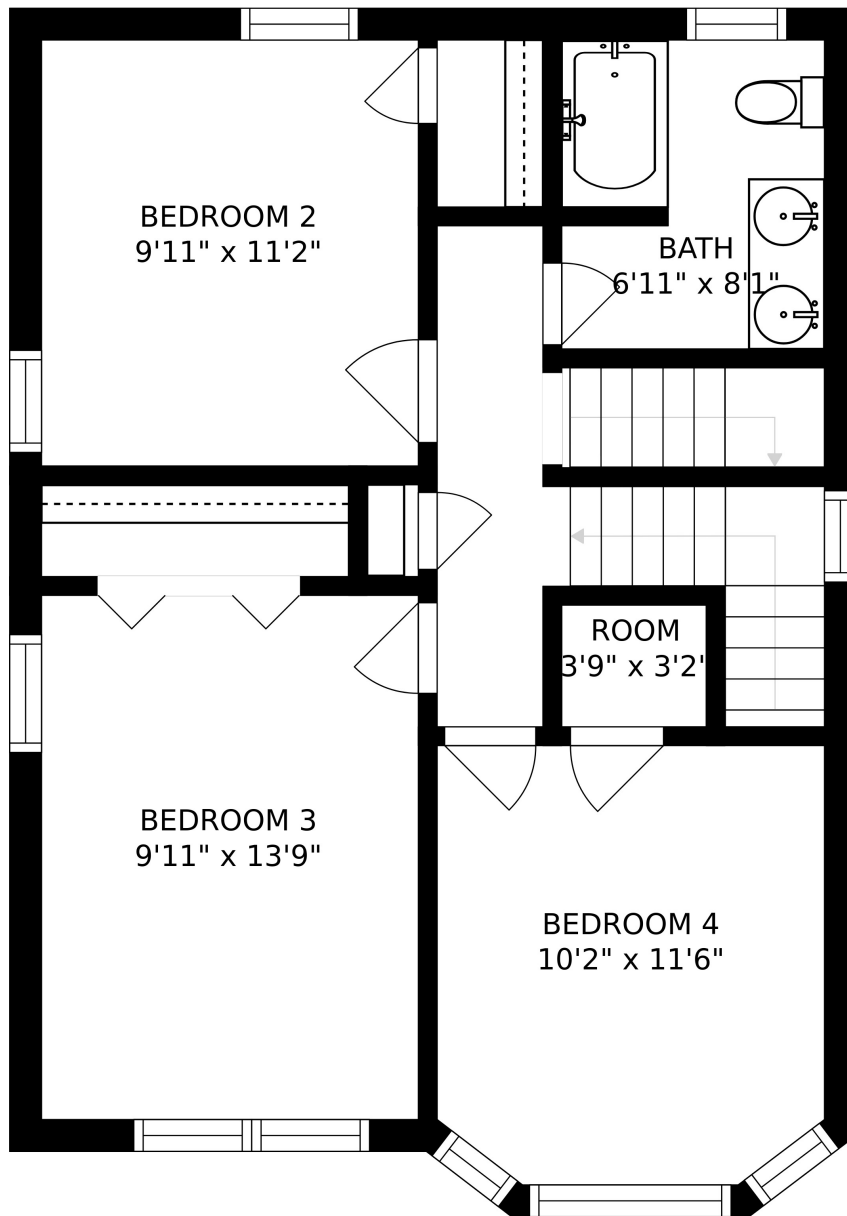 BEDROOM 2
9'11" x 11'2"
BATH
6'11" x 8'1"
ROOM
3'9" x 3'2"
BEDROOM 3
9'11" x 13'9"
BEDROOM 4
10'2" x 11'6"